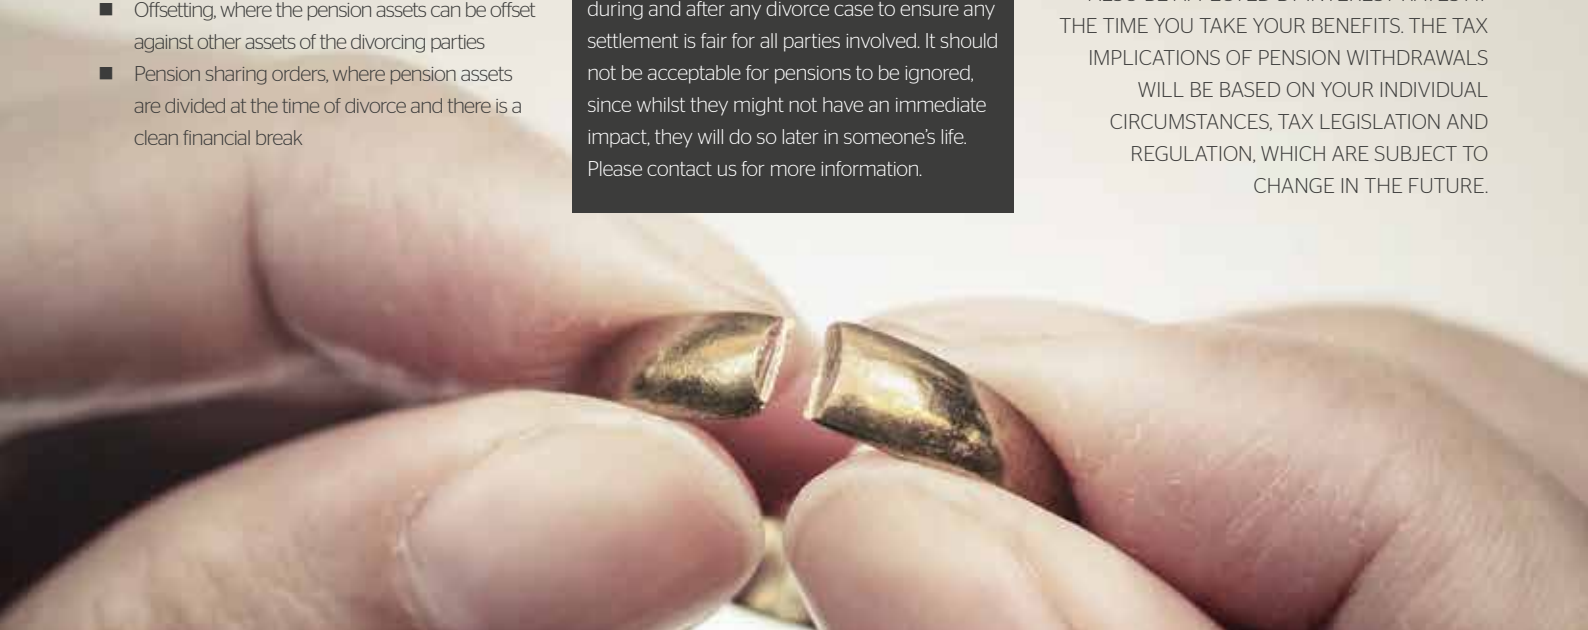 ■ Offsetting, where the pension assets can be offset
against other assets of the divorcing parties
■ Pension sharing orders, where pension assets
are divided at the time of divorce and there is a
clean financial break
during and after any divorce case to ensure any
settlement is fair for all parties involved. It should
not be acceptable for pensions to be ignored,
since whilst they might not have an immediate
impact, they will do so later in someone's life.
Please contact us for more information.
THE TIME YOU TAKE YOUR BENEFITS. THE TAX
IMPLICATIONS OF PENSION WITHDRAWALS
WILL BE BASED ON YOUR INDIVIDUAL
CIRCUMSTANCES, TAX LEGISLATION AND
REGULATION, WHICH ARE SUBJECT TO
CHANGE IN THE FUTURE.